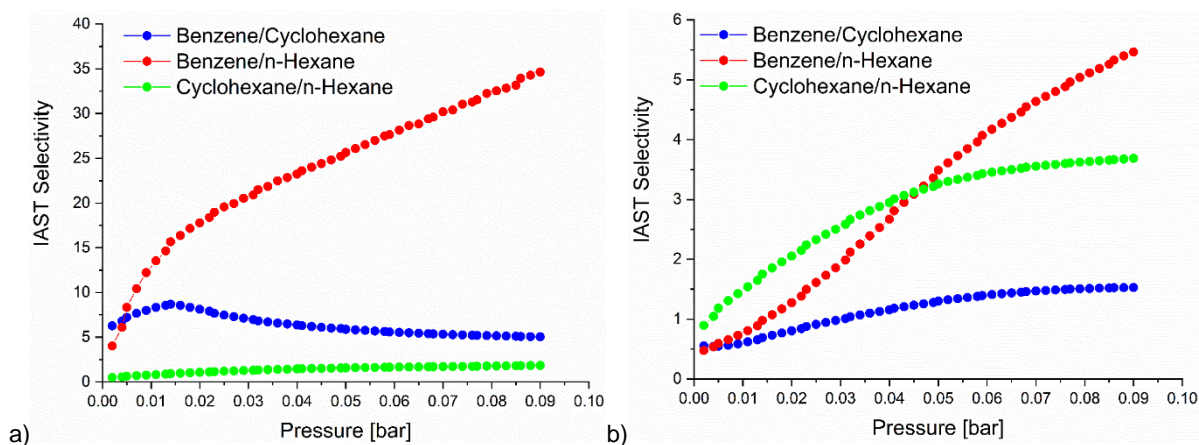 40
35
30
25
20
15
10
5
0
IAST Selectivity
Benzene/Cyclohexane
Benzene/n-Hexane
Cyclohexane/n-Hexane
0.00 0.01 0.02 0.03 0.04 0.05 0.06 0.07 0.08 0.09 0.10
Pressure [bar]
a)
6
5
4
3
2
1
0
IAST Selectivity
Benzene/Cyclohexane
Benzene/n-Hexane
Cyclohexane/n-Hexane
0.00 0.01 0.02 0.03 0.04 0.05 0.06 0.07 0.08 0.09 0.10
Pressure [bar]
b)